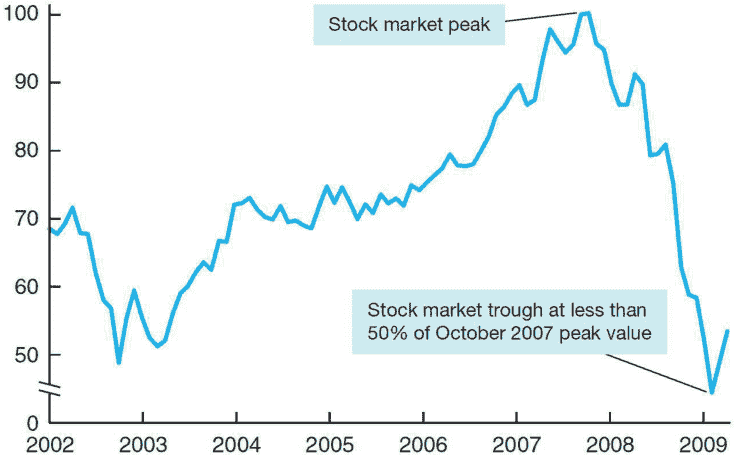 100
Stock market peak
90
80
70
60
Stock market trough at less than
50% of October 2007 peak value
50
0
2002 2003 2004 2005 2006 2007 2008 2009